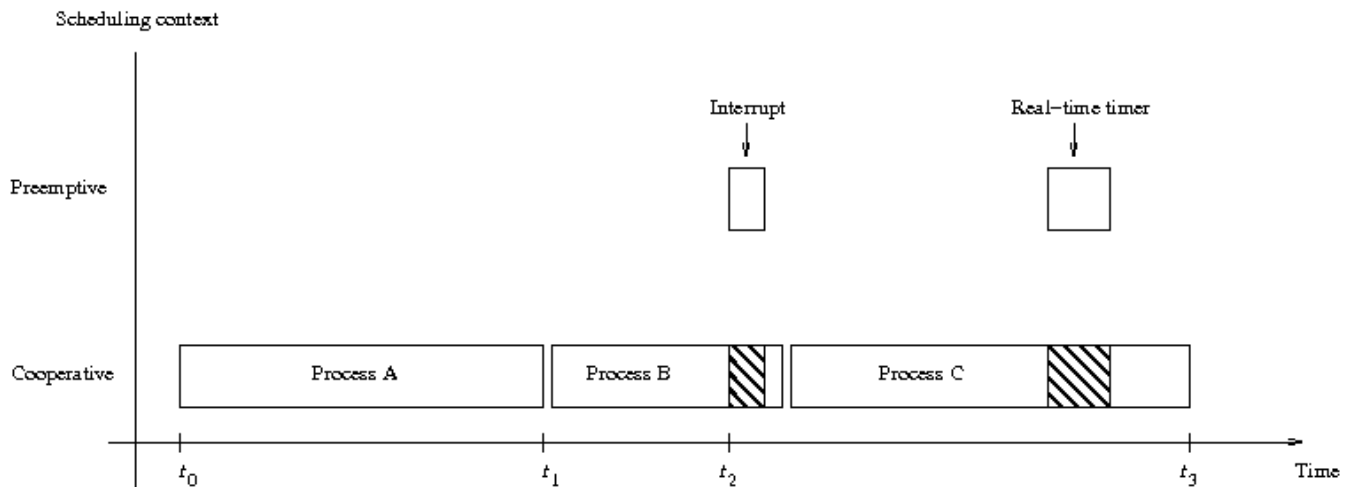 Scheduling context
Interrupt
Real-time timer
Preemptive
Cooperative
Process A
Process B
Process C
t0
t1
t2
t3
Time